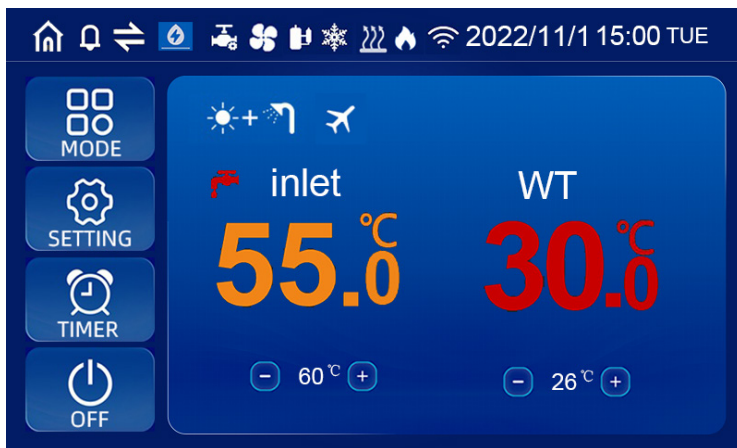 2022/11/1 15:00 TUE
MODE
SETTING
TIMER
OFF
inlet
55.0℃
- 60℃ +
WT
30.0℃
- 26℃ +